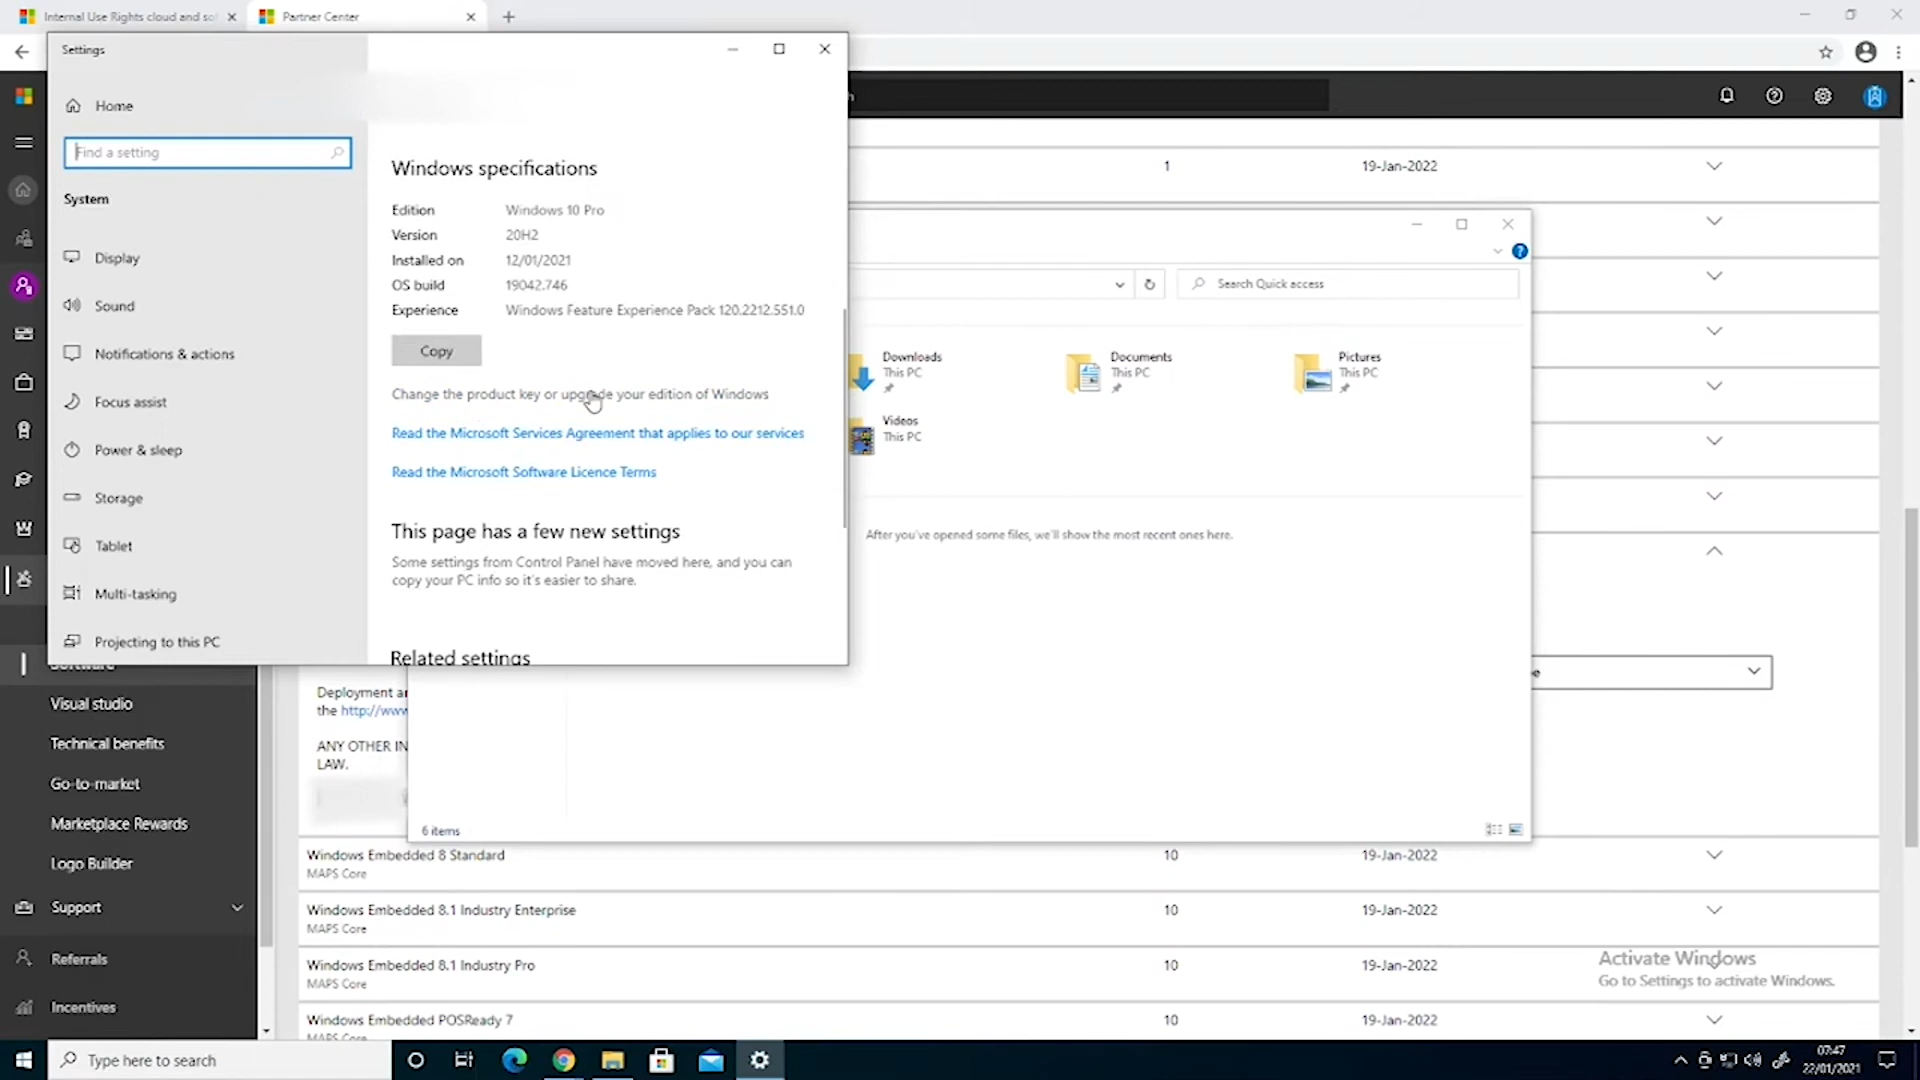 Internal Use Rights cloud and sol
Partner Center
Settings
Home
Find a setting
System
Display
Sound
Notifications & actions
Focus assist
Power & sleep
Storage
Tablet
Multi-tasking
Projecting to this PC
Windows specifications
Edition Windows 10 Pro
Version 20H2
Installed on 12/01/2021
OS build 19042.746
Experience Windows Feature Experience Pack 120.2212.551.0
Copy
Change the product key or upgrade your edition of Windows
Read the Microsoft Services Agreement that applies to our services
Read the Microsoft Software Licence Terms
This page has a few new settings
Some settings from Control Panel have moved here, and you can
copy your PC info so it's easier to share.
Related settings
1 19-Jan-2022
Search Quick access
Downloads
This PC
Documents
This PC
Pictures
This PC
Videos
This PC
After you've opened some files, we'll show the most recent ones here.
6 items
Software
Visual studio
Technical benefits
Go-to-market
Marketplace Rewards
Logo Builder
Support
Referrals
Incentives
Deployment
the http://www
ANY OTHER IN
LAW.
Windows Embedded 8 Standard 10 19-Jan-2022
MAPS Core
Windows Embedded 8.1 Industry Enterprise 10 19-Jan-2022
MAPS Core
Windows Embedded 8.1 Industry Pro 10 19-Jan-2022
MAPS Core
Windows Embedded POSReady 7 10 19-Jan-2022
MAPS Core
Activate Windows
Go to Settings to activate Windows.
Type here to search
07:47
22/01/2021